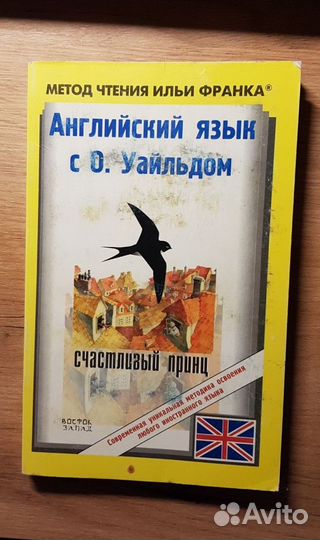 МЕТОД ЧТЕНИЯ ИЛЬИ ФРАНКА®
Английский язык
с О. Уайльдом
счастливый принц
Современная уникальная методика освоения
любого иностранного языка
ВОСТОК
ЗАПАД
Avito